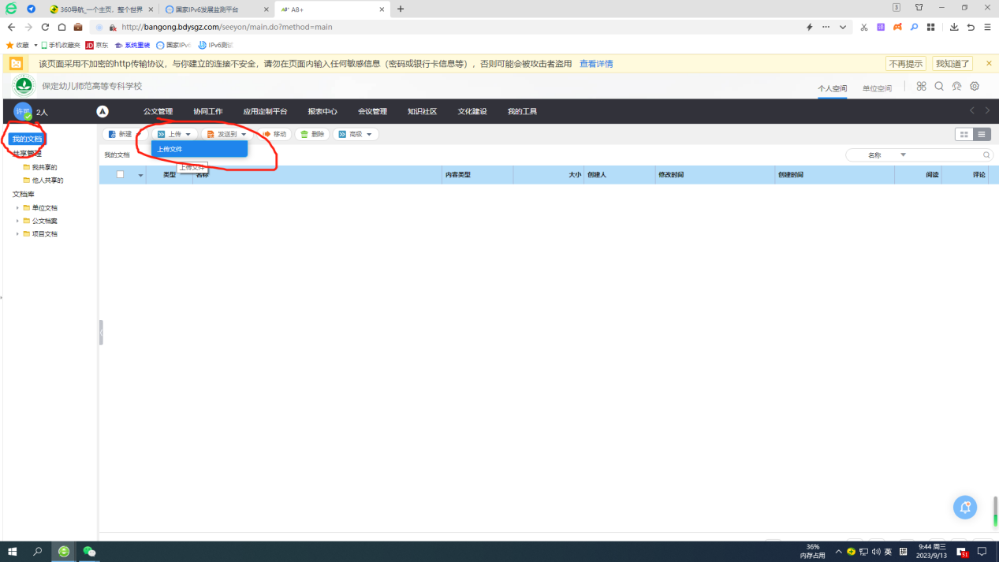 360导航_一个主页，整个世界
国家IPv6发展监测平台
A8+
3
http://bangong.bdysgz.com/seeyon/main.do?method=main
收藏 手机收藏夹 JD 京东 系统重装 国家IPv6 IPv6测试
该页面采用不加密的http传输协议，与你建立的连接不安全，请勿在页面内输入任何敏感信息（密码或银行卡信息等），否则可能会被攻击者盗用 查看详情 不再提示 我知道了
保定幼儿师范高等专科学校 个人空间 单位空间
许可 2人 公文管理 协同工作 应用定制平台 报表中心 会议管理 知识社区 文化建设 我的工具
我的文档
共享管理
我共享的
他人共享的
文档库
单位文档
公文档案
项目文档
新建 上传 发送到 移动 删除 高级
上传文件
我的文档 名称
上传文件
类型 名称 内容类型 大小 创建人 修改时间 创建时间 阅读 评论
36%
内存占用
英
9:44 周三
2023/9/13
51